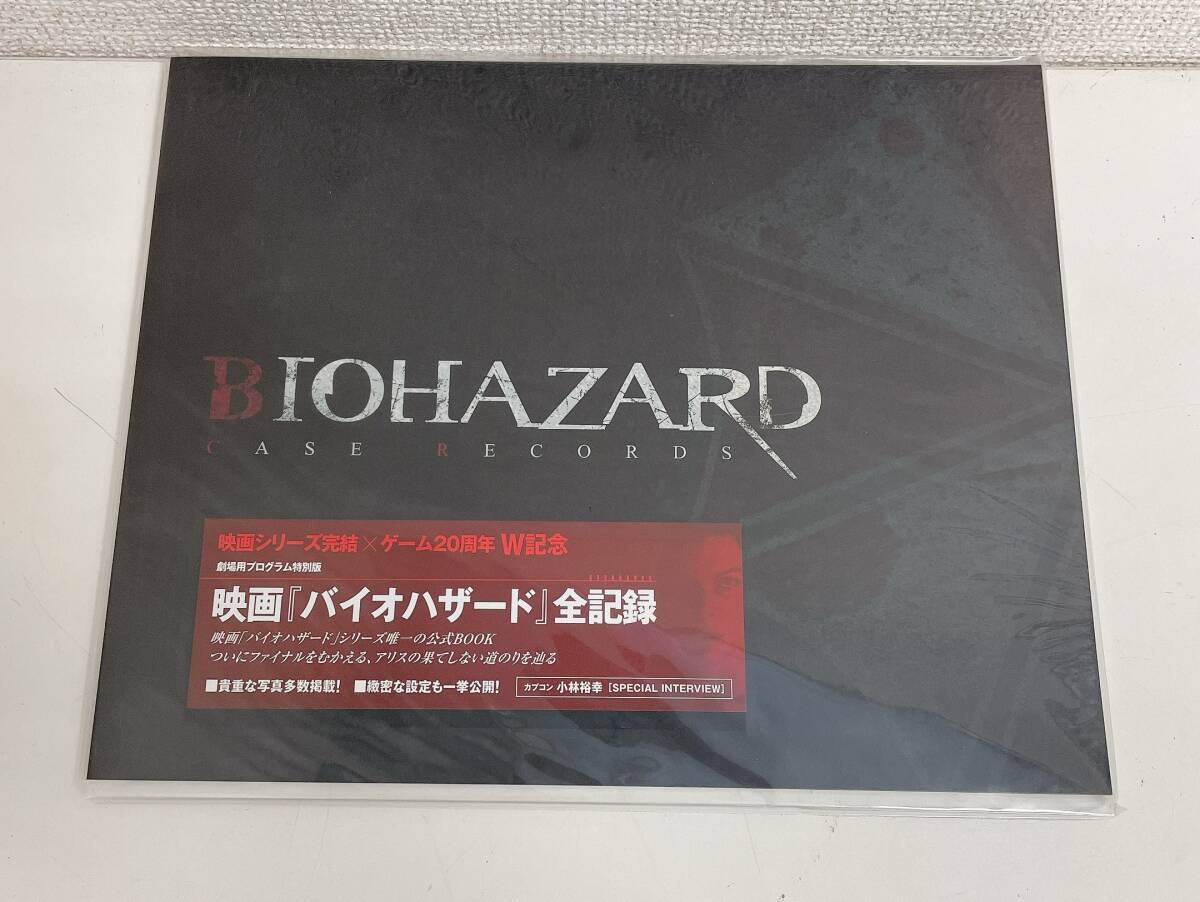 BIOHAZARD
CASE RECORDS
映画シリーズ完結×ゲーム20周年 W記念
劇場用プログラム特別版
映画『バイオハザード』全記録
映画「バイオハザード」シリーズ唯一の公式BOOK
ついにファイナルをむかえる、アリスの果てしない道のりを辿る
■貴重な写真多数掲載! ■緻密な設定も一挙公開! カプコン 小林裕幸 [SPECIAL INTERVIEW]